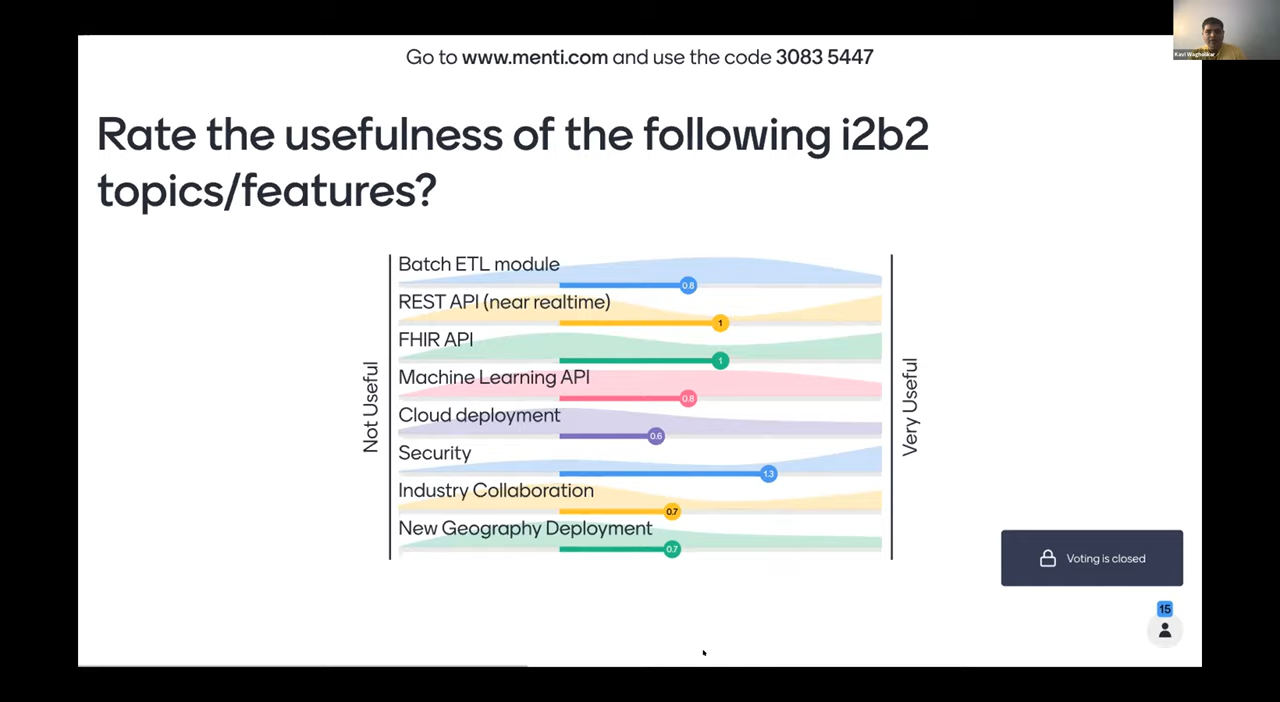 Go to www.menti.com and use the code 3083 5447
Rate the usefulness of the following i2b2
topics/features?
Not Useful
Batch ETL module
0.8
REST API (near realtime)
1
FHIR API
1
Machine Learning API
0.8
Cloud deployment
0.6
Security
1.3
Industry Collaboration
0.7
New Geography Deployment
0.7
Very Useful
Voting is closed
15